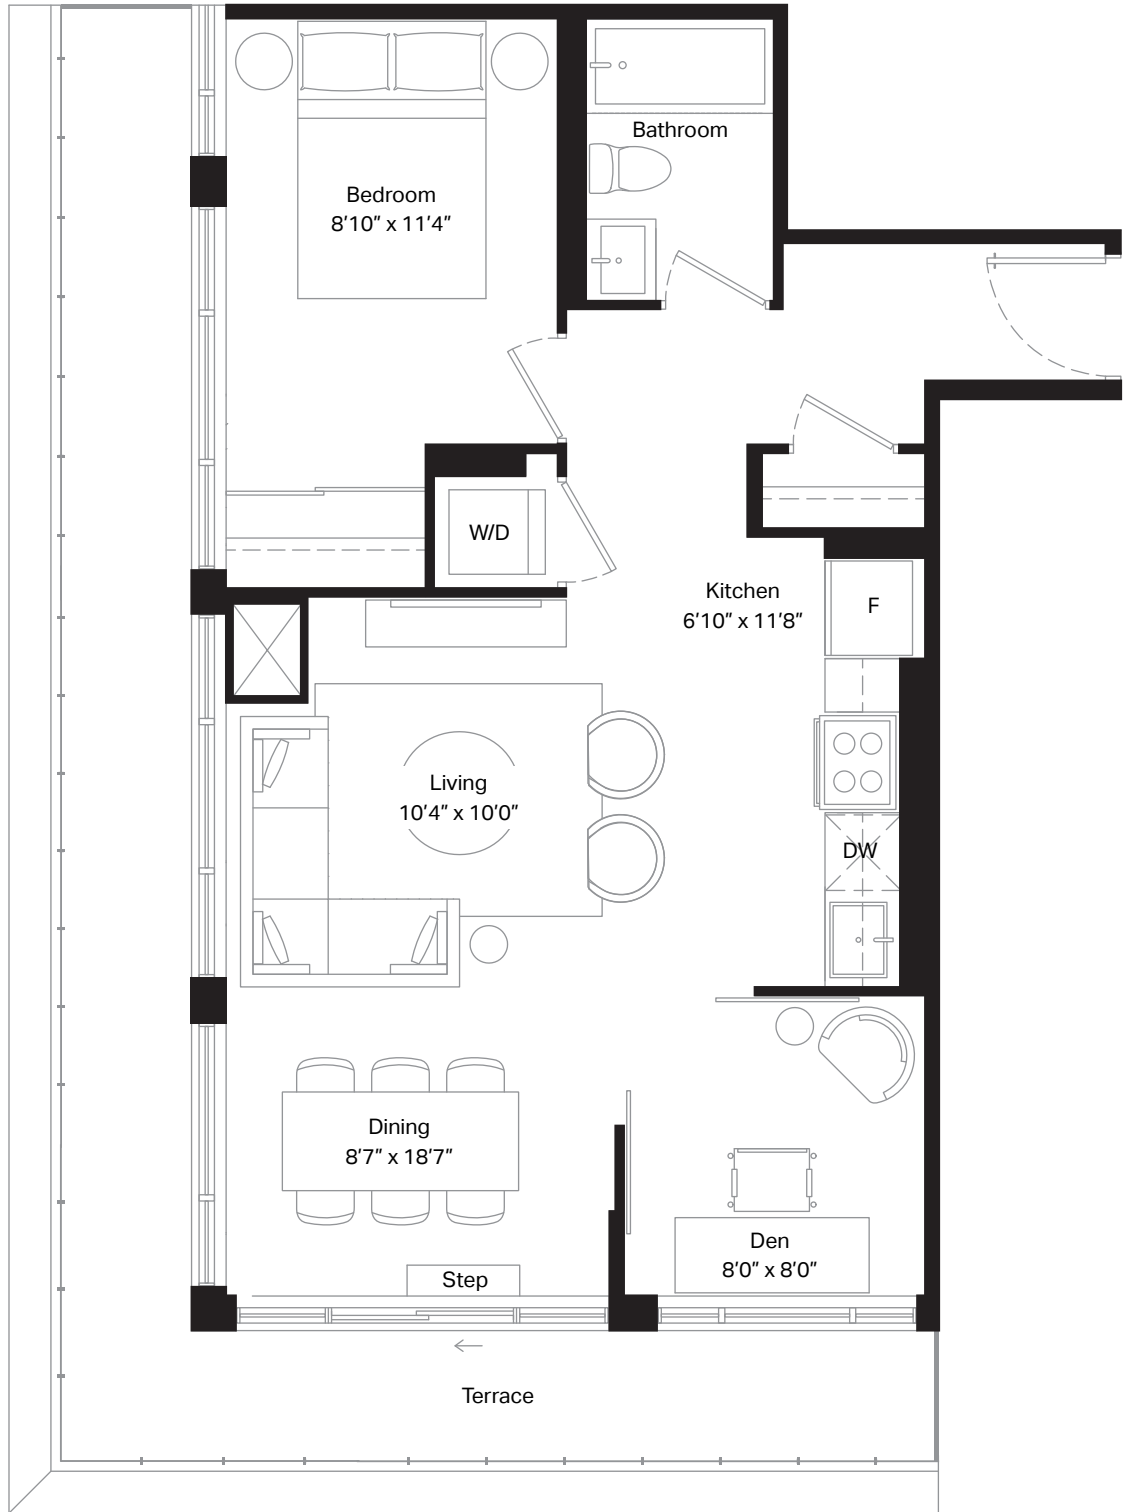 Bathroom
Bedroom
8'10" x 11'4"
W/D
Kitchen
6'10" x 11'8"
F
Living
10'4" x 10'0"
DW
Dining
8'7" x 18'7"
Den
8'0" x 8'0"
Step
Terrace